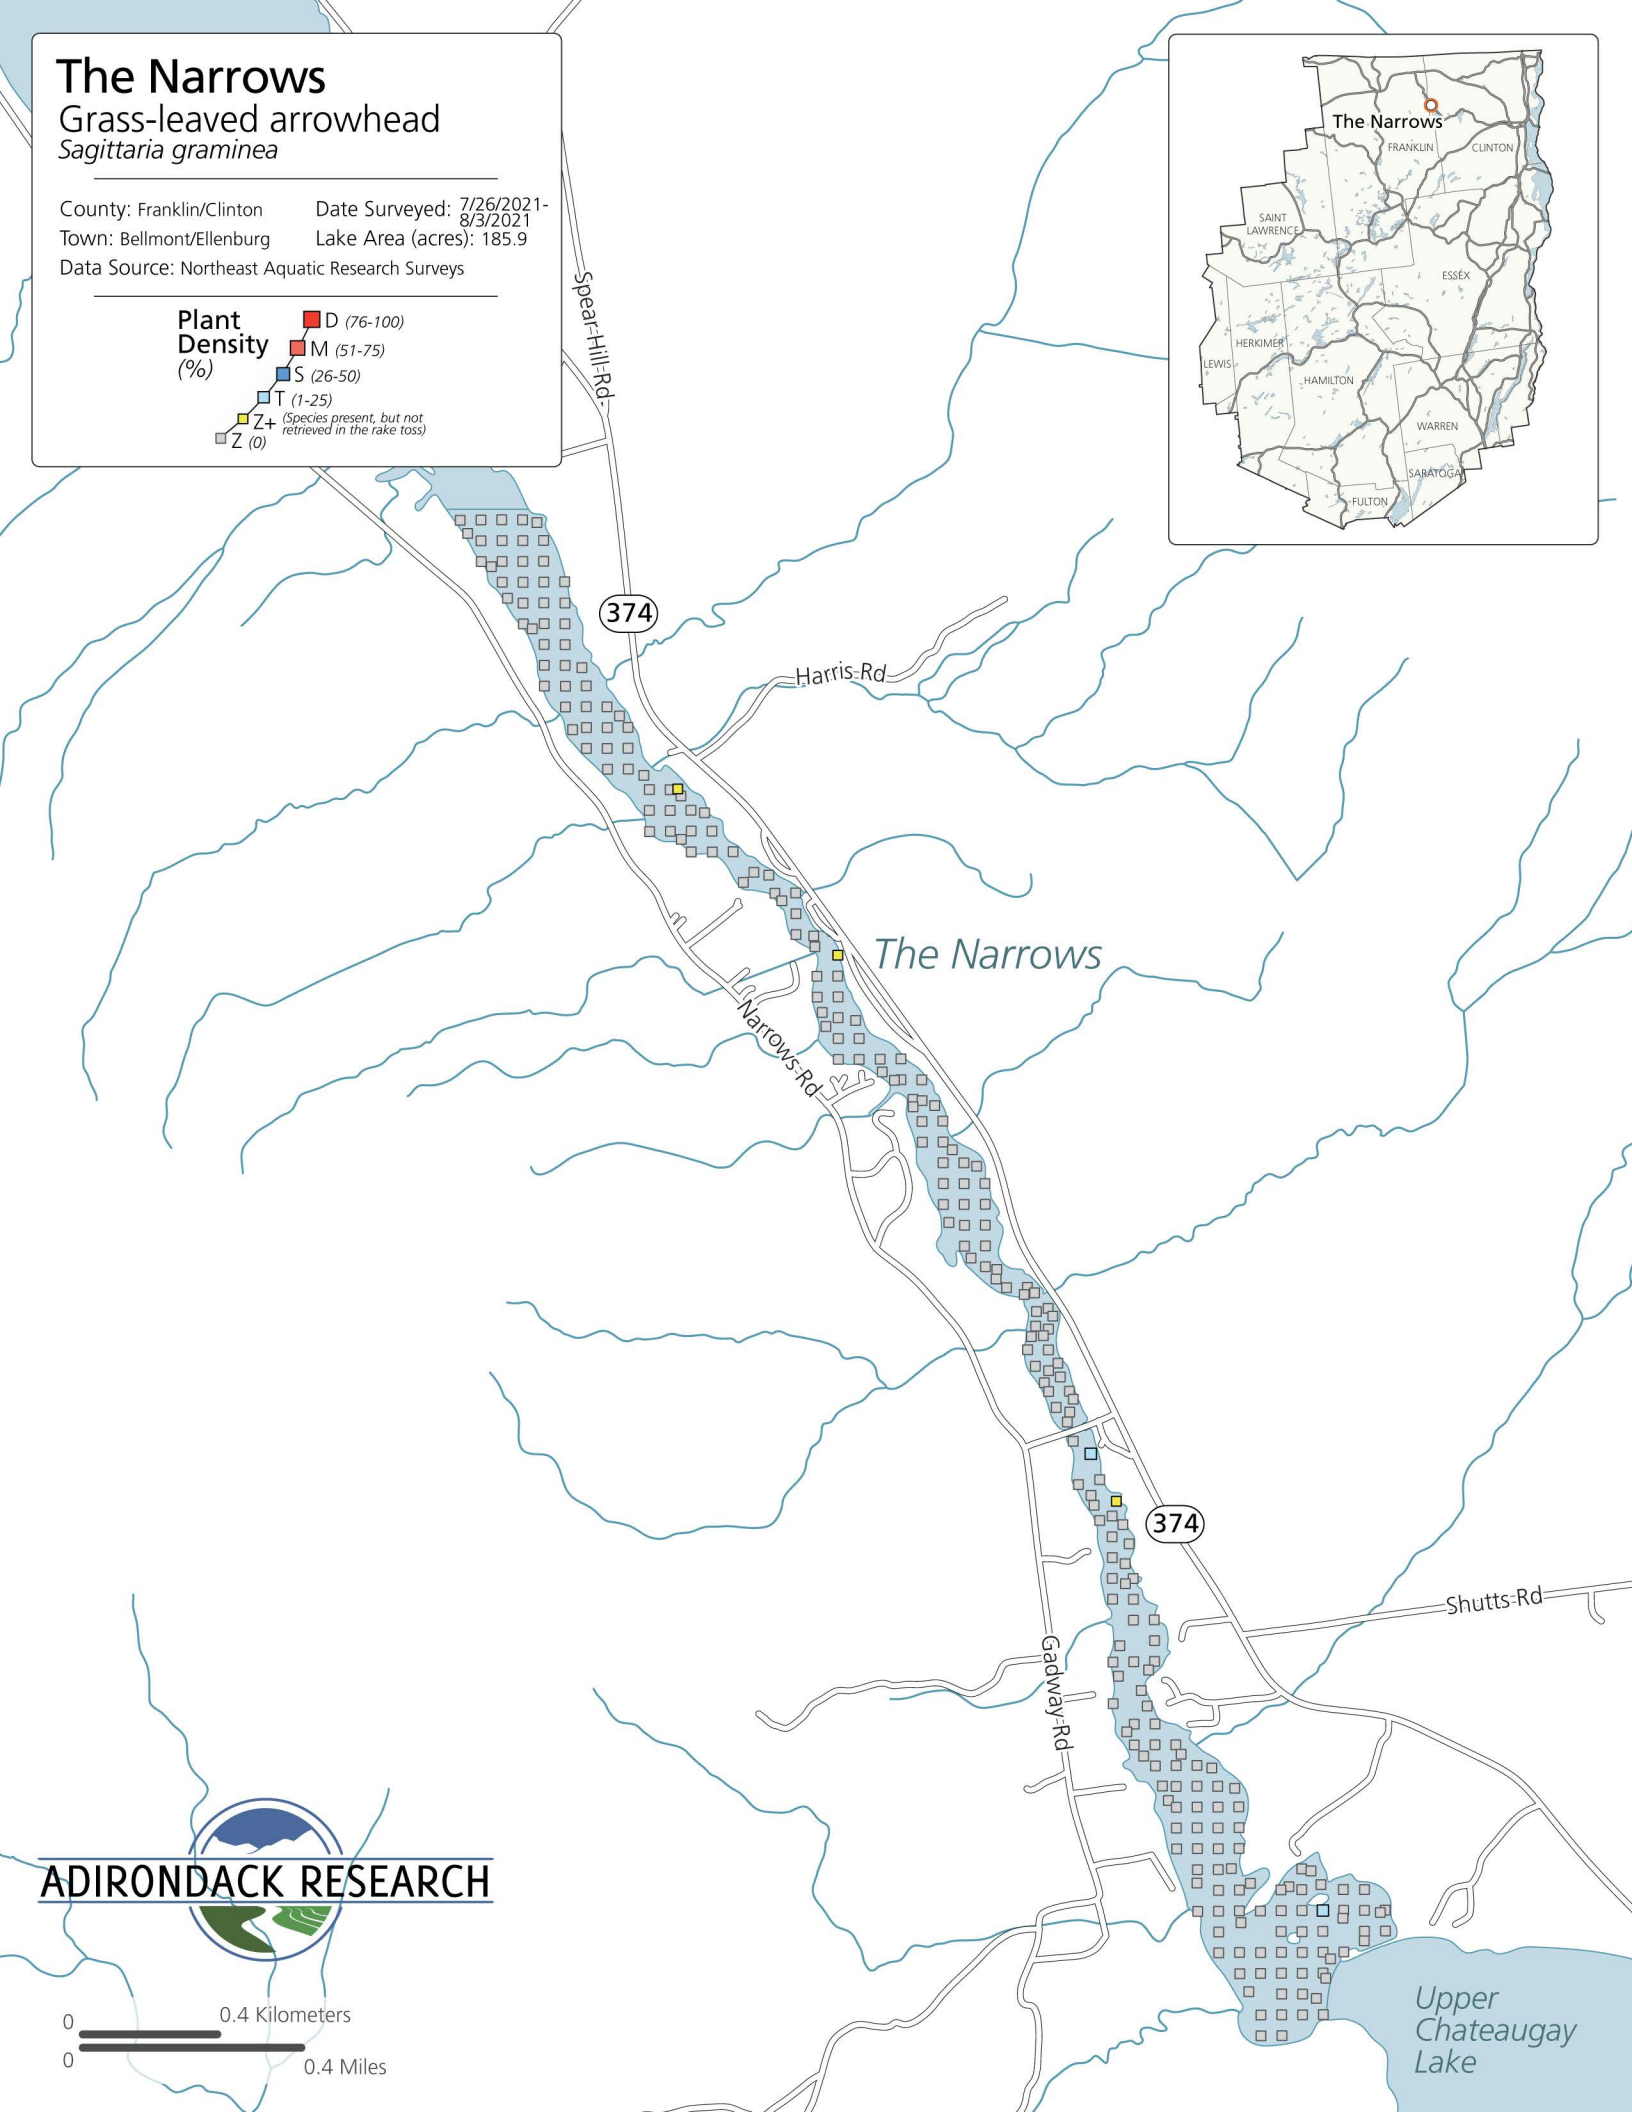 The Narrows
Grass-leaved arrowhead
Sagittaria graminea
County: Franklin/Clinton
Date Surveyed: 7/26/2021-
8/3/2021
Town: Bellmont/Ellenburg
Lake Area (acres): 185.9
Data Source: Northeast Aquatic Research Surveys
Plant
Density
(%)
D (76-100)
M (51-75)
S (26-50)
T (1-25)
Z+ (Species present, but not
retrieved in the rake toss)
Z (0)
The Narrows
FRANKLIN
CLINTON
SAINT
LAWRENCE
ESSEX
HERKIMER
LEWIS
HAMILTON
WARREN
SARATOGA
FULTON
Spear-Hill-Rd
374
Harris-Rd
The Narrows
Narrows-Rd
374
Shutts-Rd
Gadway-Rd
ADIRONDACK RESEARCH
0
0.4 Kilometers
0
0.4 Miles
Upper
Chateaugay
Lake